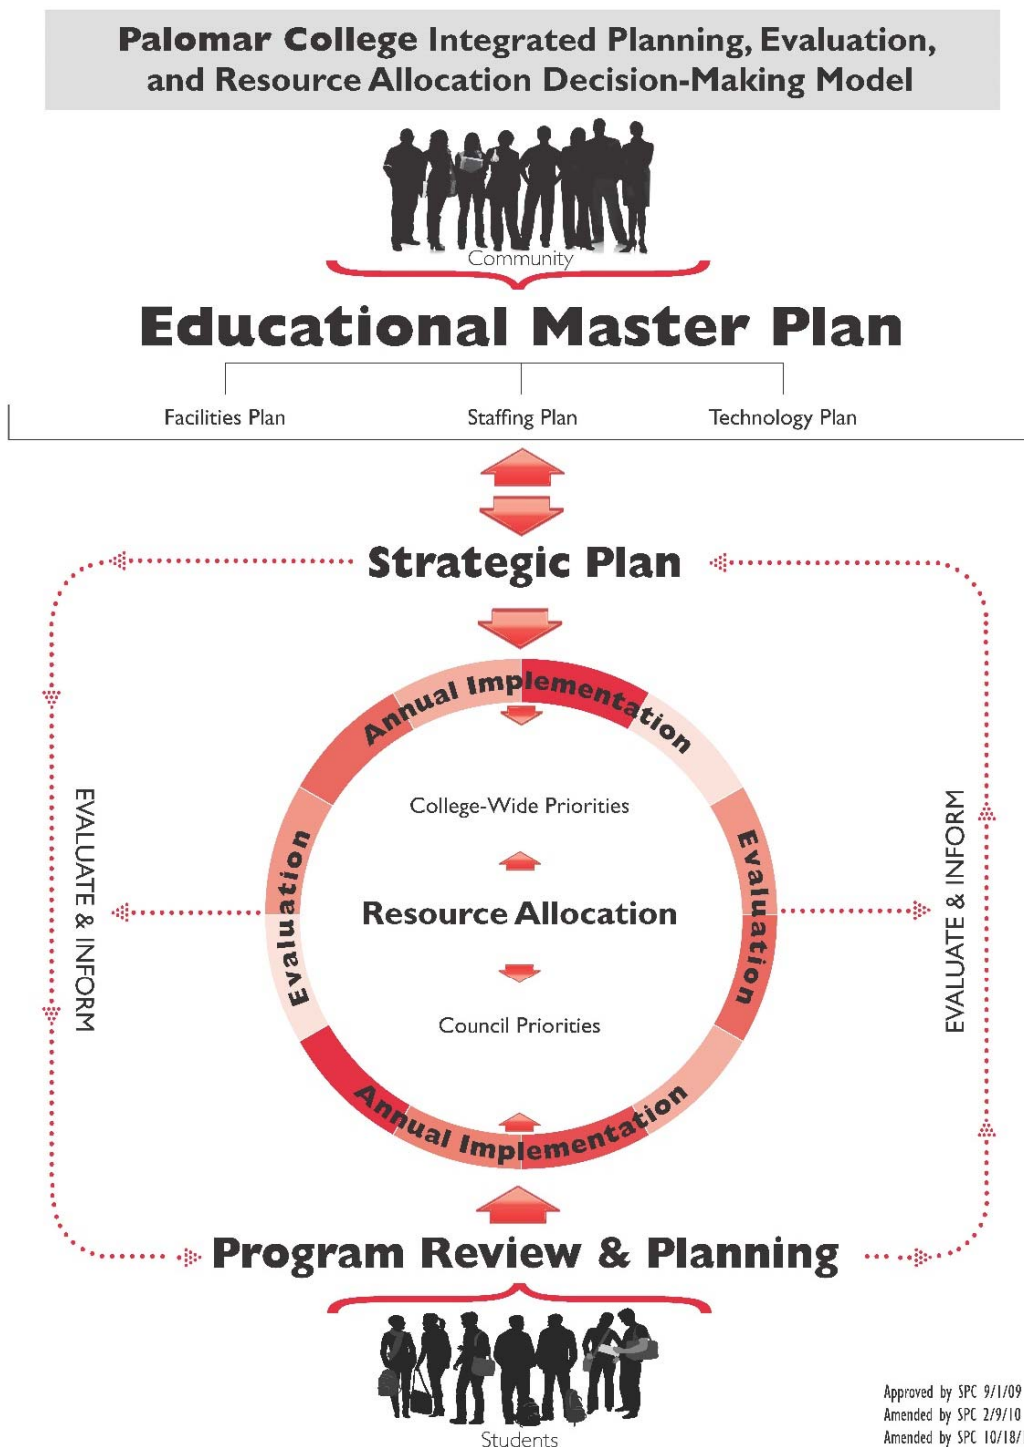 Palomar College Integrated Planning, Evaluation,
and Resource Allocation Decision-Making Model
Community
Educational Master Plan
Facilities Plan
Staffing Plan
Technology Plan
Strategic Plan
Annual Implementation
College-Wide Priorities
EVALUATE & INFORM
Evaluation
Resource Allocation
Evaluation
EVALUATE & INFORM
Council Priorities
Annual Implementation
Program Review & Planning
Students
Approved by SPC 9/1/09
Amended by SPC 2/9/10
Amended by SPC 10/18/